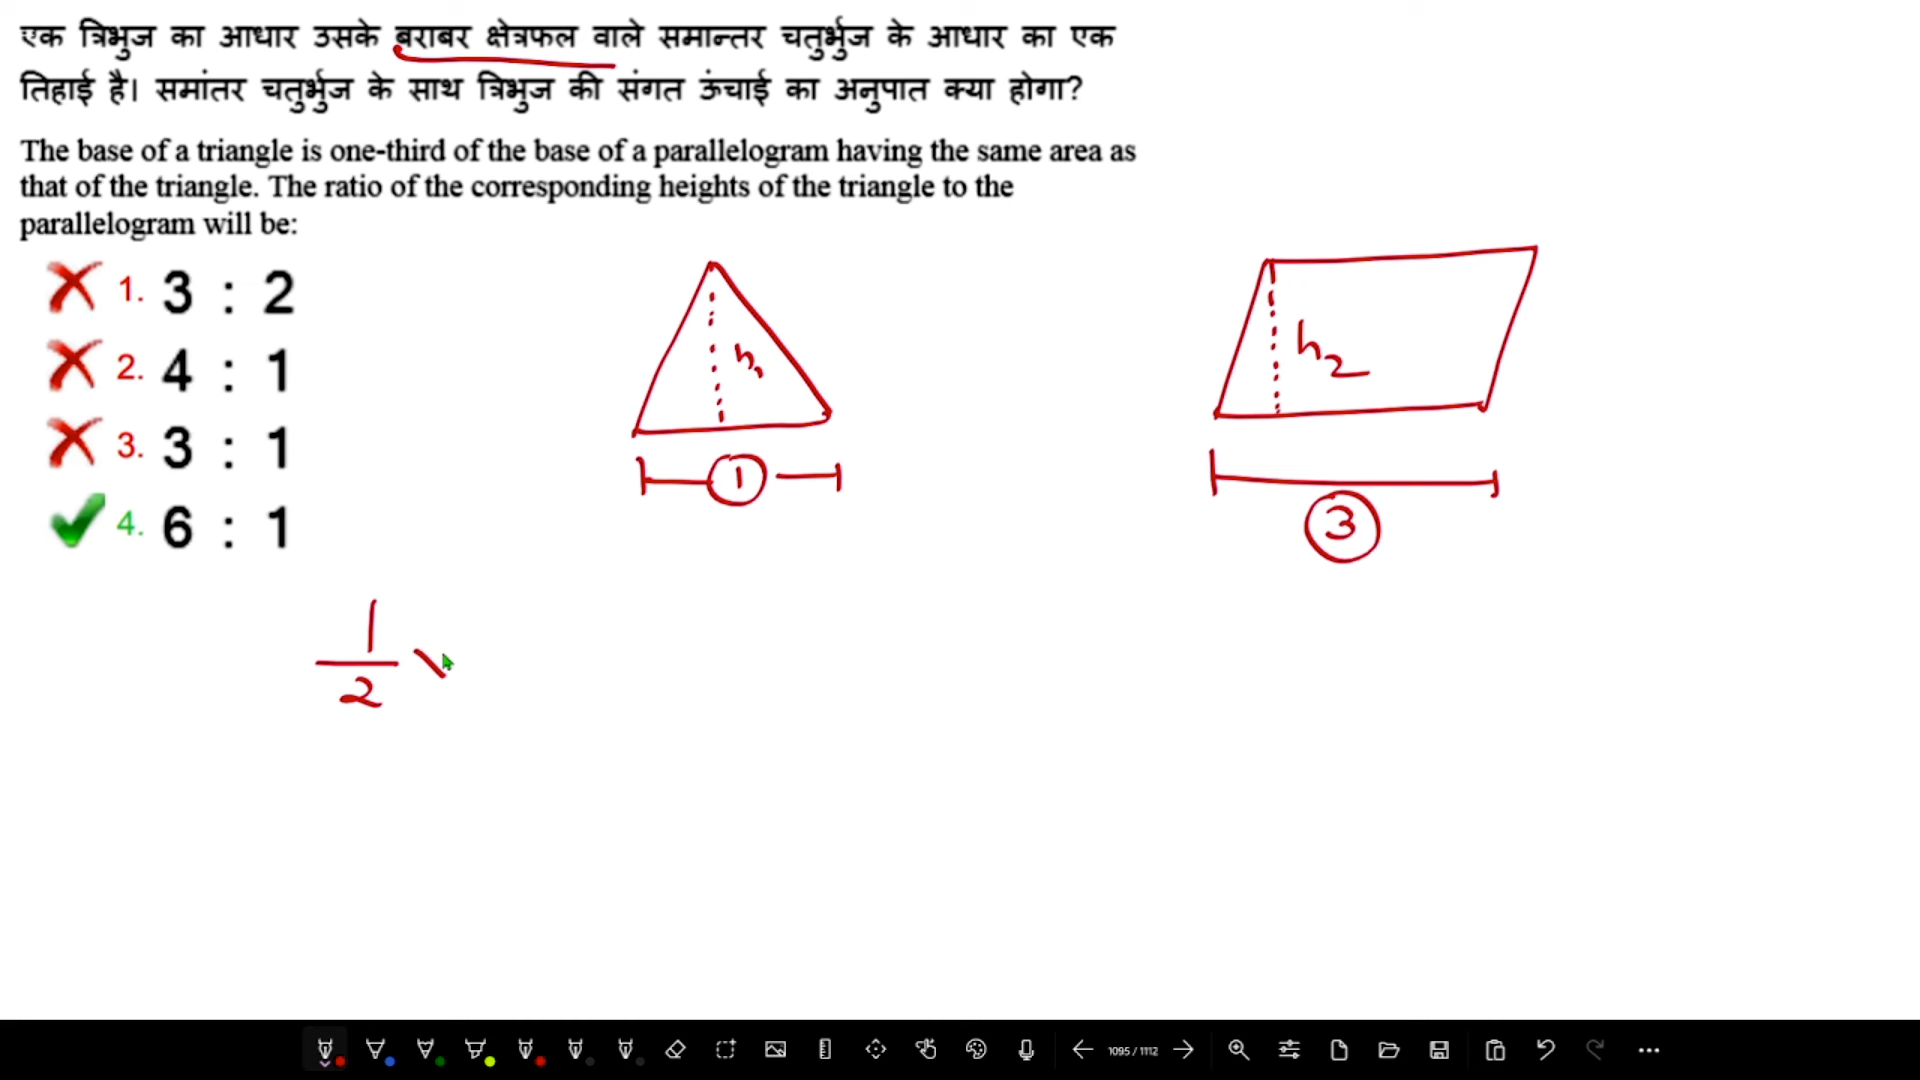 एक त्रिभुज का आधार उसके बराबर क्षेत्रफल वाले समान्तर चतुर्भुज के आधार का एक
तिहाई है। समांतर चतुर्भुज के साथ त्रिभुज की संगत ऊंचाई का अनुपात क्या होगा?
The base of a triangle is one-third of the base of a parallelogram having the same area as
that of the triangle. The ratio of the corresponding heights of the triangle to the
parallelogram will be:
1. 3 : 2
2. 4 : 1
3. 3 : 1
4. 6 : 1
h₁
h₂
1
3
1
2
1095 / 1112